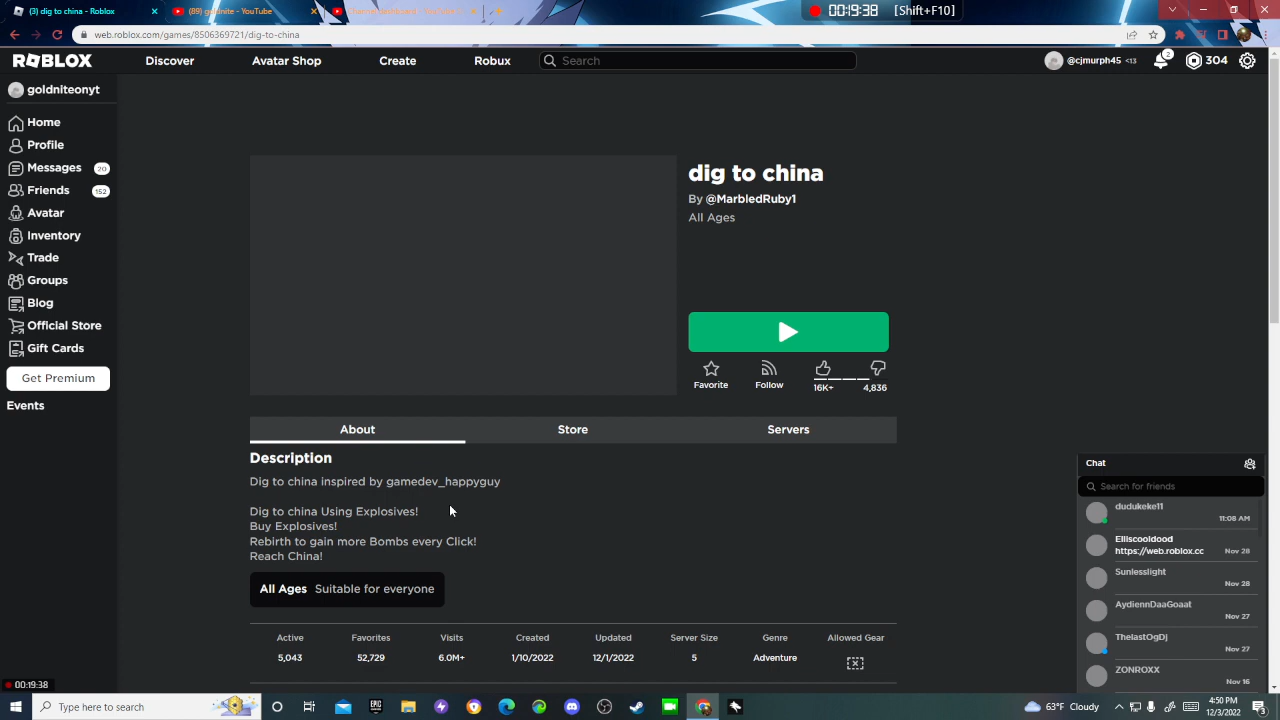 (3) dig to china - Roblox
(89) goldnite - YouTube
00:19:38 [Shift+F10]
web.roblox.com/games/8506369721/dig-to-china
ROBLOX
Discover
Avatar Shop
Create
Robux
Search
@cjmurph45 <13
2
304
goldniteonyt
Home
Profile
Messages 20
Friends 152
Avatar
Inventory
Trade
Groups
Blog
Official Store
Gift Cards
Get Premium
Events
dig to china
By @MarbledRuby1
All Ages
Favorite
Follow
16K+
4,836
About
Store
Servers
Description
Dig to china inspired by gamedev_happyguy
Dig to china Using Explosives!
Buy Explosives!
Rebirth to gain more Bombs every Click!
Reach China!
All Ages Suitable for everyone
Active Favorites Visits Created Updated Server Size Genre Allowed Gear
5,043 52,729 6.0M+ 1/10/2022 12/1/2022 5 Adventure
Chat
Search for friends
dudukeke11
11:08 AM
Elliscooldood
https://web.roblox.cc Nov 28
Sunlesslight
Nov 28
AydiennDaaGoaat
Nov 27
ThelastOgDj
Nov 27
ZONROXX
Nov 16
00:19:38
Type here to search
EPIC
63°F Cloudy
4:50 PM
12/3/2022
3